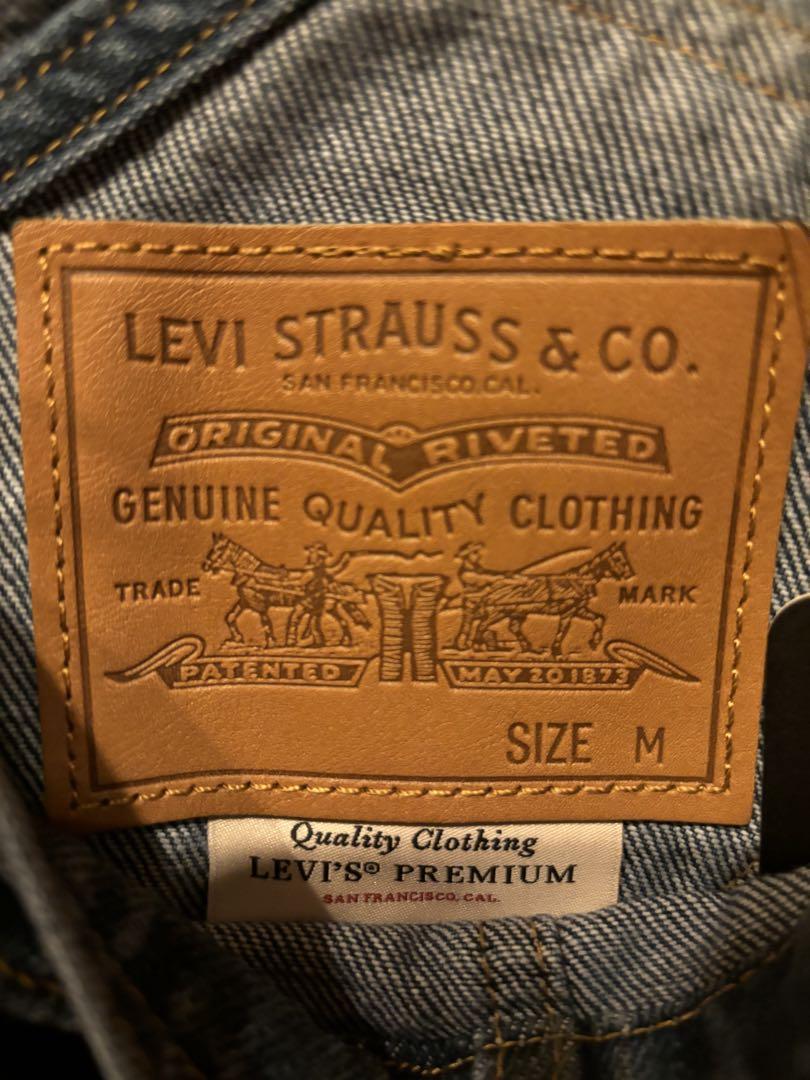 LEVI STRAUSS & CO.
SAN FRANCISCO, CAL.
ORIGINAL RIVETED
GENUINE QUALITY CLOTHING
TRADE MARK
PATENTED MAY 20 1873
SIZE M
Quality Clothing
LEVI'S® PREMIUM
SAN FRANCISCO, CAL.